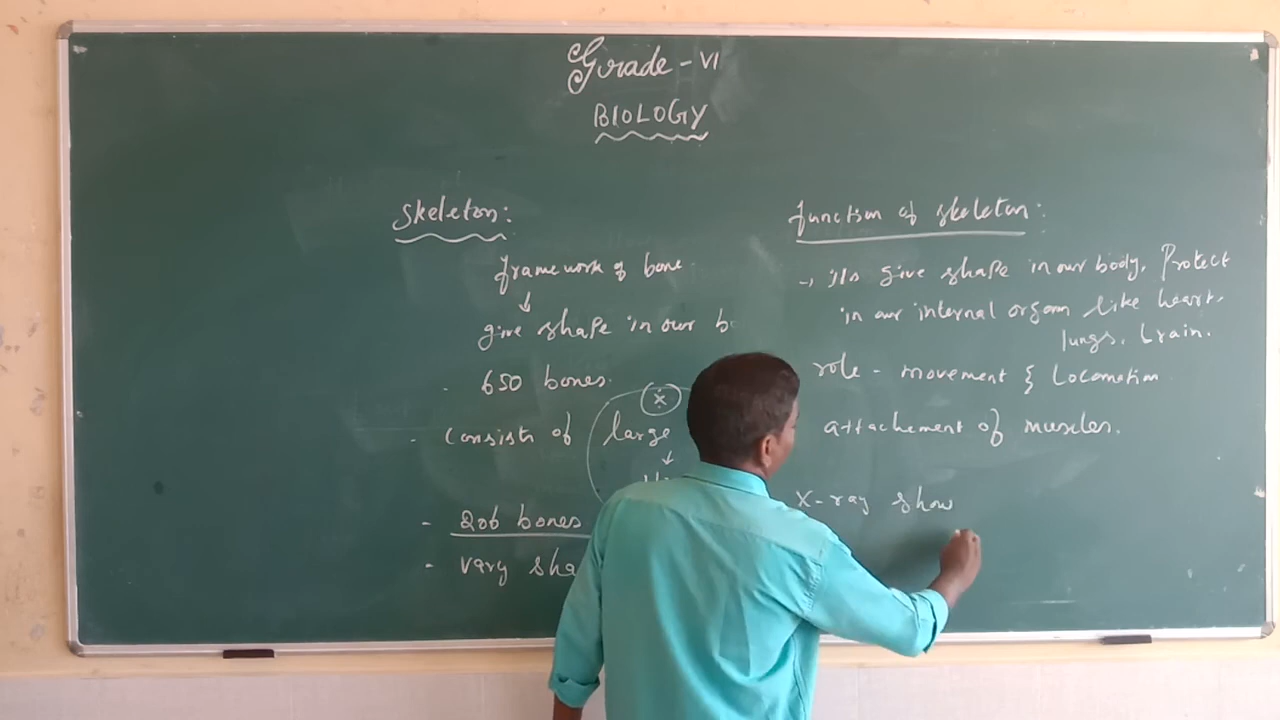 Grade - VI
BIOLOGY
Skeleton:
framework of bone
↓
give shape in our b
- 650 bones.
- Consists of large
↓
- 206 bones
- vary sha
function of skeleton:
→ give shape in our body. Protect
in our internal organ like heart,
lungs, brain.
role - movement & Locomotion
attachement of muscles.
X-ray show